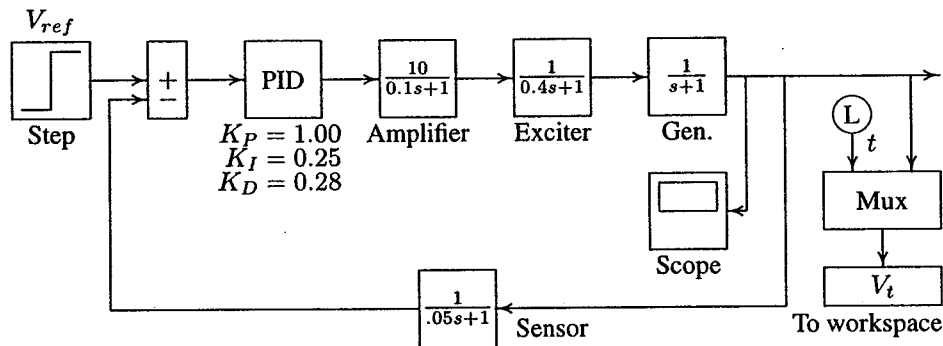 V_ref
Step
+
−
PID
K_P = 1.00
K_I = 0.25
K_D = 0.28
10
0.1s+1
Amplifier
1
0.4s+1
Exciter
1
s+1
Gen.
L
t
Mux
V_t
To workspace
Scope
1
.05s+1
Sensor